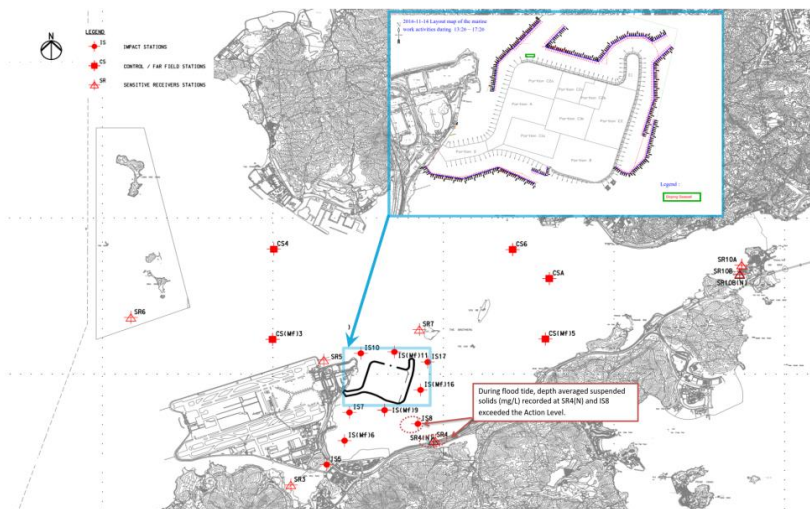 LEGEND
IS IMPACT STATIONS
CS CONTROL / FAR FIELD STATIONS
SR SENSITIVE RECEIVERS STATIONS
2014-11-14 Layout map of the marine
work activities during 13:26 – 17:26
Legend :
CS4
CS6
CSA
SR10A
SR10B
SR10B(N)
SR6
CS(Mf)3
SR7
CS(Mf)5
IS10
IS(Mf)11
IS17
SR5
IS(Mf)16
IS7
IS(Mf)9
IS8
IS(Mf)6
SR4(N)
SR4
IS5
SR3
During flood tide, depth averaged suspended
solids (mg/L) recorded at SR4(N) and IS8
exceeded the Action Level.